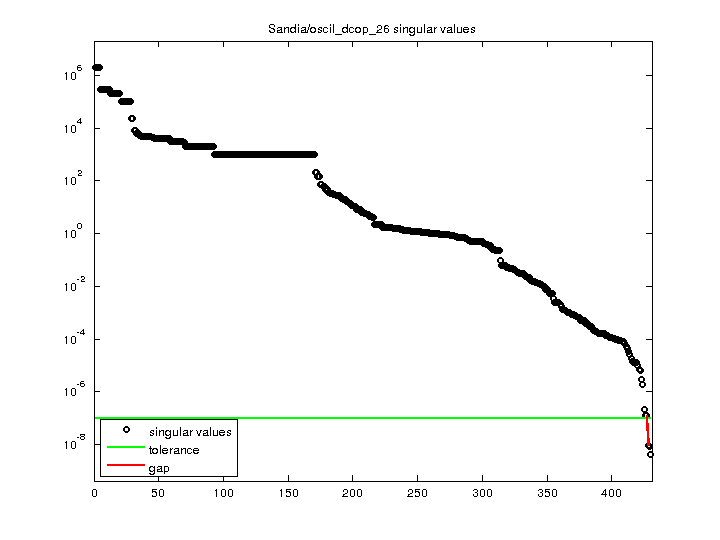 Sandia/oscil_dcop_26 singular values
10^6
10^4
10^2
10^0
10^-2
10^-4
10^-6
10^-8
singular values
tolerance
gap
0 50 100 150 200 250 300 350 400